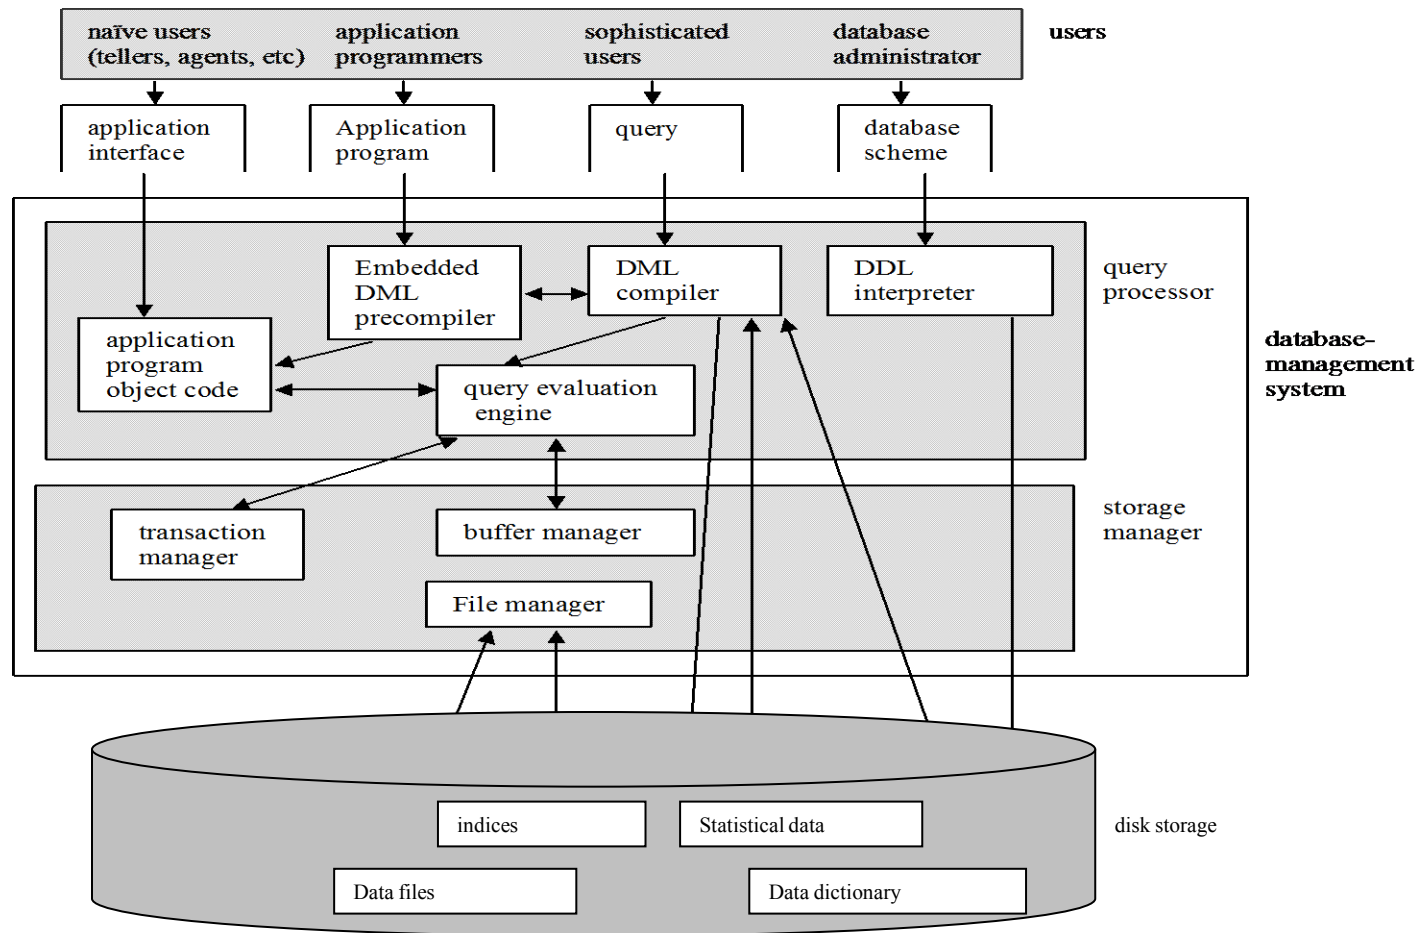 naïve users
(tellers, agents, etc)
application
programmers
sophisticated
users
database
administrator
users
application
interface
Application
program
query
database
scheme
Embedded
DML
precompiler
DML
compiler
DDL
interpreter
query
processor
application
program
object code
query evaluation
engine
database-
management
system
transaction
manager
buffer manager
storage
manager
File manager
indices
Statistical data
disk storage
Data files
Data dictionary